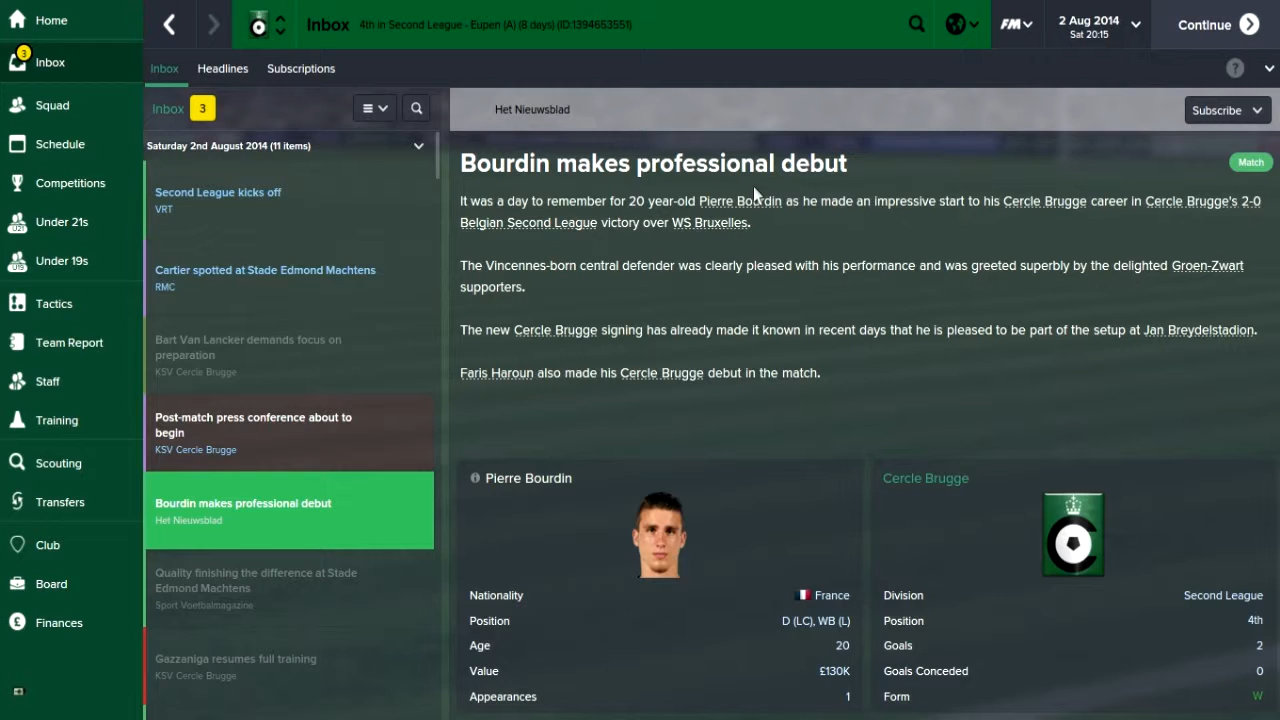 Home
3
Inbox
Squad
Schedule
Competitions
Under 21s
U21
Under 19s
U19
Tactics
Team Report
Staff
Training
Scouting
Transfers
Club
Board
Finances
Inbox 4th in Second League - Eupen (A) (8 days) (ID:1394653551)
FM
2 Aug 2014
Sat 20:15
Continue
Inbox Headlines Subscriptions
?
Inbox 3
Saturday 2nd August 2014 (11 items)
Second League kicks off
VRT
Cartier spotted at Stade Edmond Machtens
RMC
Bart Van Lancker demands focus on
preparation
KSV Cercle Brugge
Post-match press conference about to
begin
KSV Cercle Brugge
Bourdin makes professional debut
Het Nieuwsblad
Quality finishing the difference at Stade
Edmond Machtens
Sport Voetbalmagazine
Gazzaniga resumes full training
KSV Cercle Brugge
Het Nieuwsblad
Subscribe
Bourdin makes professional debut
Match
It was a day to remember for 20 year-old Pierre Bourdin as he made an impressive start to his Cercle Brugge career in Cercle Brugge's 2-0
Belgian Second League victory over WS Bruxelles.
The Vincennes-born central defender was clearly pleased with his performance and was greeted superbly by the delighted Groen-Zwart
supporters.
The new Cercle Brugge signing has already made it known in recent days that he is pleased to be part of the setup at Jan Breydelstadion.
Faris Haroun also made his Cercle Brugge debut in the match.
Pierre Bourdin
Nationality France
Position D (LC), WB (L)
Age 20
Value £130K
Appearances 1
Cercle Brugge
Division Second League
Position 4th
Goals 2
Goals Conceded 0
Form W